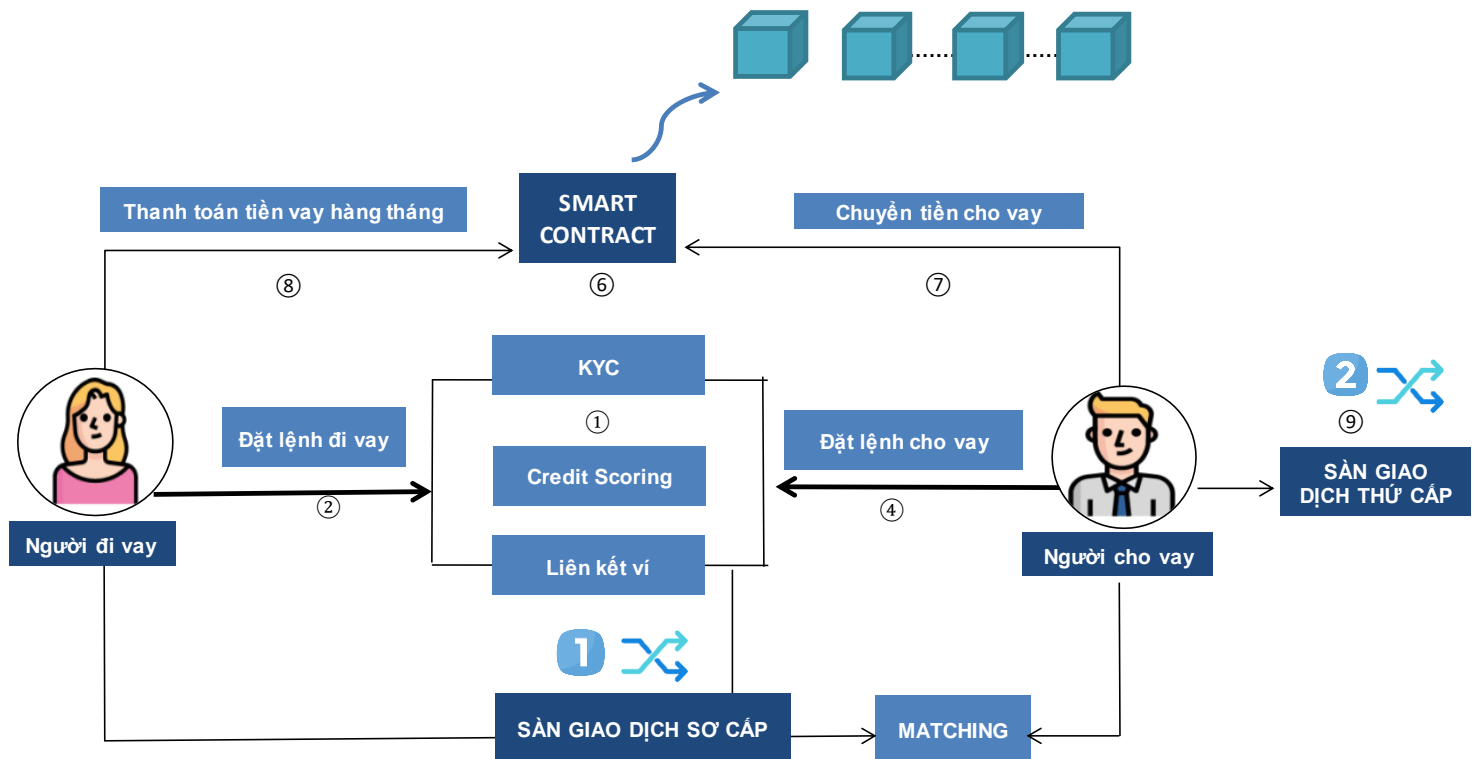 SMART
CONTRACT
Thanh toán tiền vay hàng tháng
Chuyển tiền cho vay
⑧
⑥
⑦
KYC
2
①
⑨
Đặt lệnh đi vay
Đặt lệnh cho vay
Credit Scoring
SÀN GIAO
DỊCH THỨ CẤP
②
④
Người đi vay
Liên kết ví
Người cho vay
1
SÀN GIAO DỊCH SƠ CẤP
MATCHING